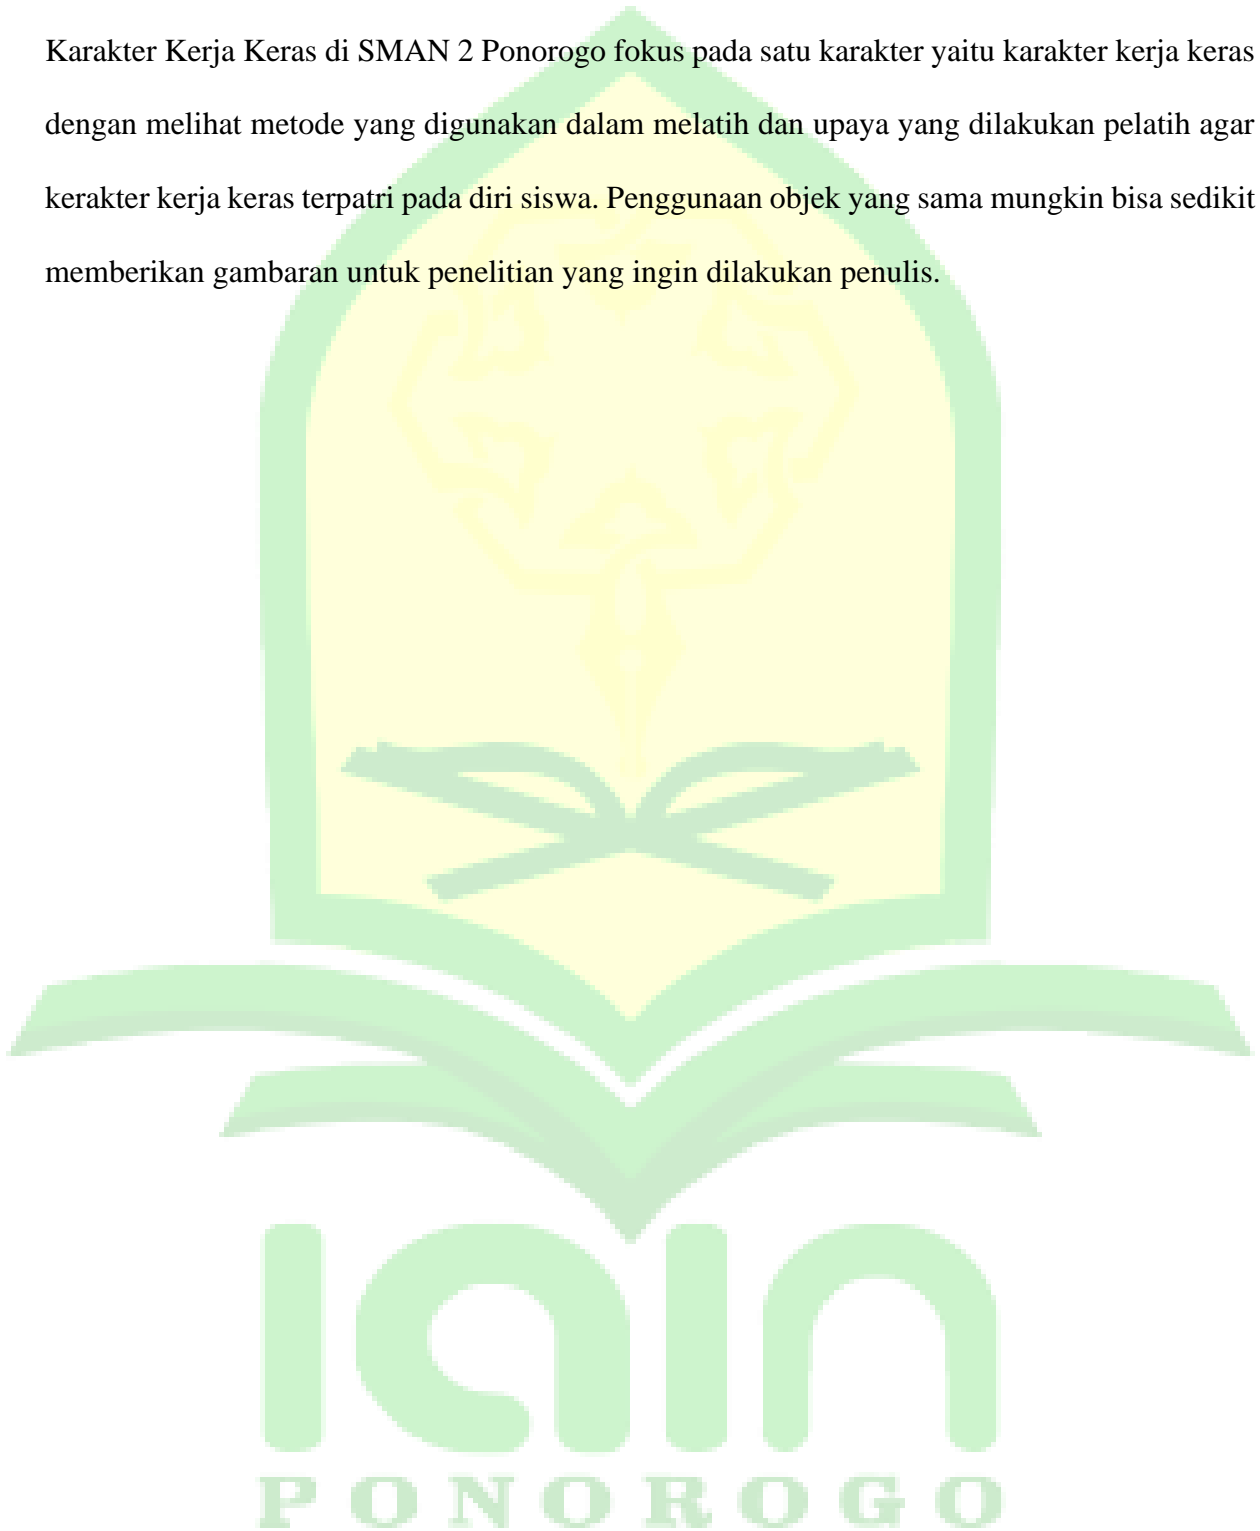 Karakter Kerja Keras di SMAN 2 Ponorogo fokus pada satu karakter yaitu karakter kerja keras
dengan melihat metode yang digunakan dalam melatih dan upaya yang dilakukan pelatih agar
kerakter kerja keras terpatri pada diri siswa. Penggunaan objek yang sama mungkin bisa sedikit
memberikan gambaran untuk penelitian yang ingin dilakukan penulis.
iain
PONOROGO